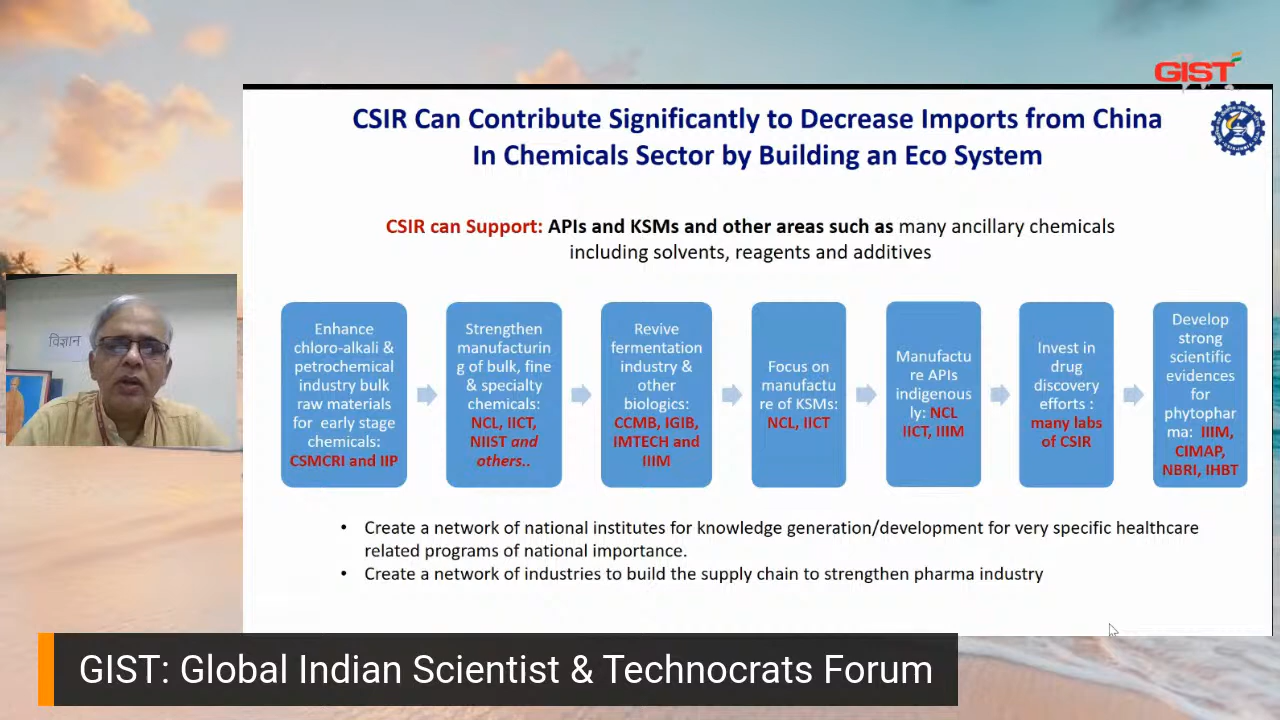 GIST
CSIR Can Contribute Significantly to Decrease Imports from China
In Chemicals Sector by Building an Eco System
CSIR can Support: APIs and KSMs and other areas such as many ancillary chemicals
including solvents, reagents and additives
विज्ञान
Enhance
chloro-alkali &
petrochemical
industry bulk
raw materials
for early stage
chemicals:
CSMCRI and IIP
Strengthen
manufacturin
g of bulk, fine
& specialty
chemicals:
NCL, IICT,
NIIST and
others..
Revive
fermentation
industry &
other
biologics:
CCMB, IGIB,
IMTECH and
IIIM
Focus on
manufactu
re of KSMs:
NCL, IICT
Manufactu
re APIs
indigenous
ly: NCL
IICT, IIIM
Invest in
drug
discovery
efforts :
many labs
of CSIR
Develop
strong
scientific
evidences
for
phytophar
ma: IIIM,
CIMAP,
NBRI, IHBT
• Create a network of national institutes for knowledge generation/development for very specific healthcare
related programs of national importance.
• Create a network of industries to build the supply chain to strengthen pharma industry
GIST: Global Indian Scientist & Technocrats Forum